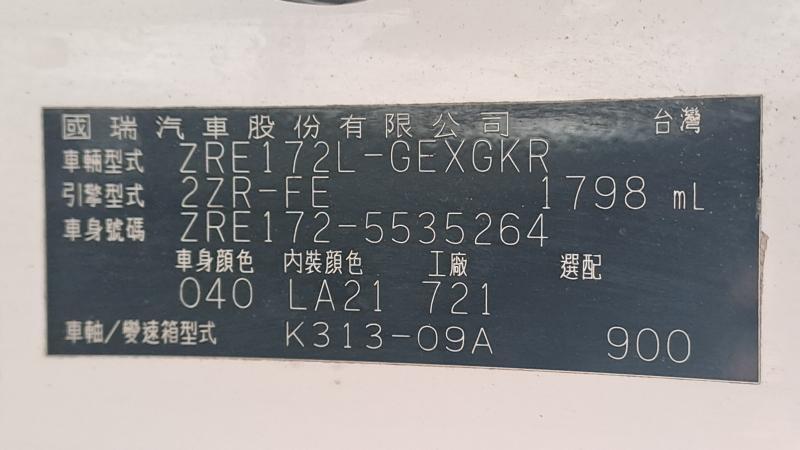 國瑞汽車股份有限公司 台灣
車輛型式 ZRE172L-GEXGKR
引擎型式 2ZR-FE 1798 mL
車身號碼 ZRE172-5535264
車身顏色 內裝顏色 工廠 選配
040 LA21 721
車軸/變速箱型式 K313-09A 900